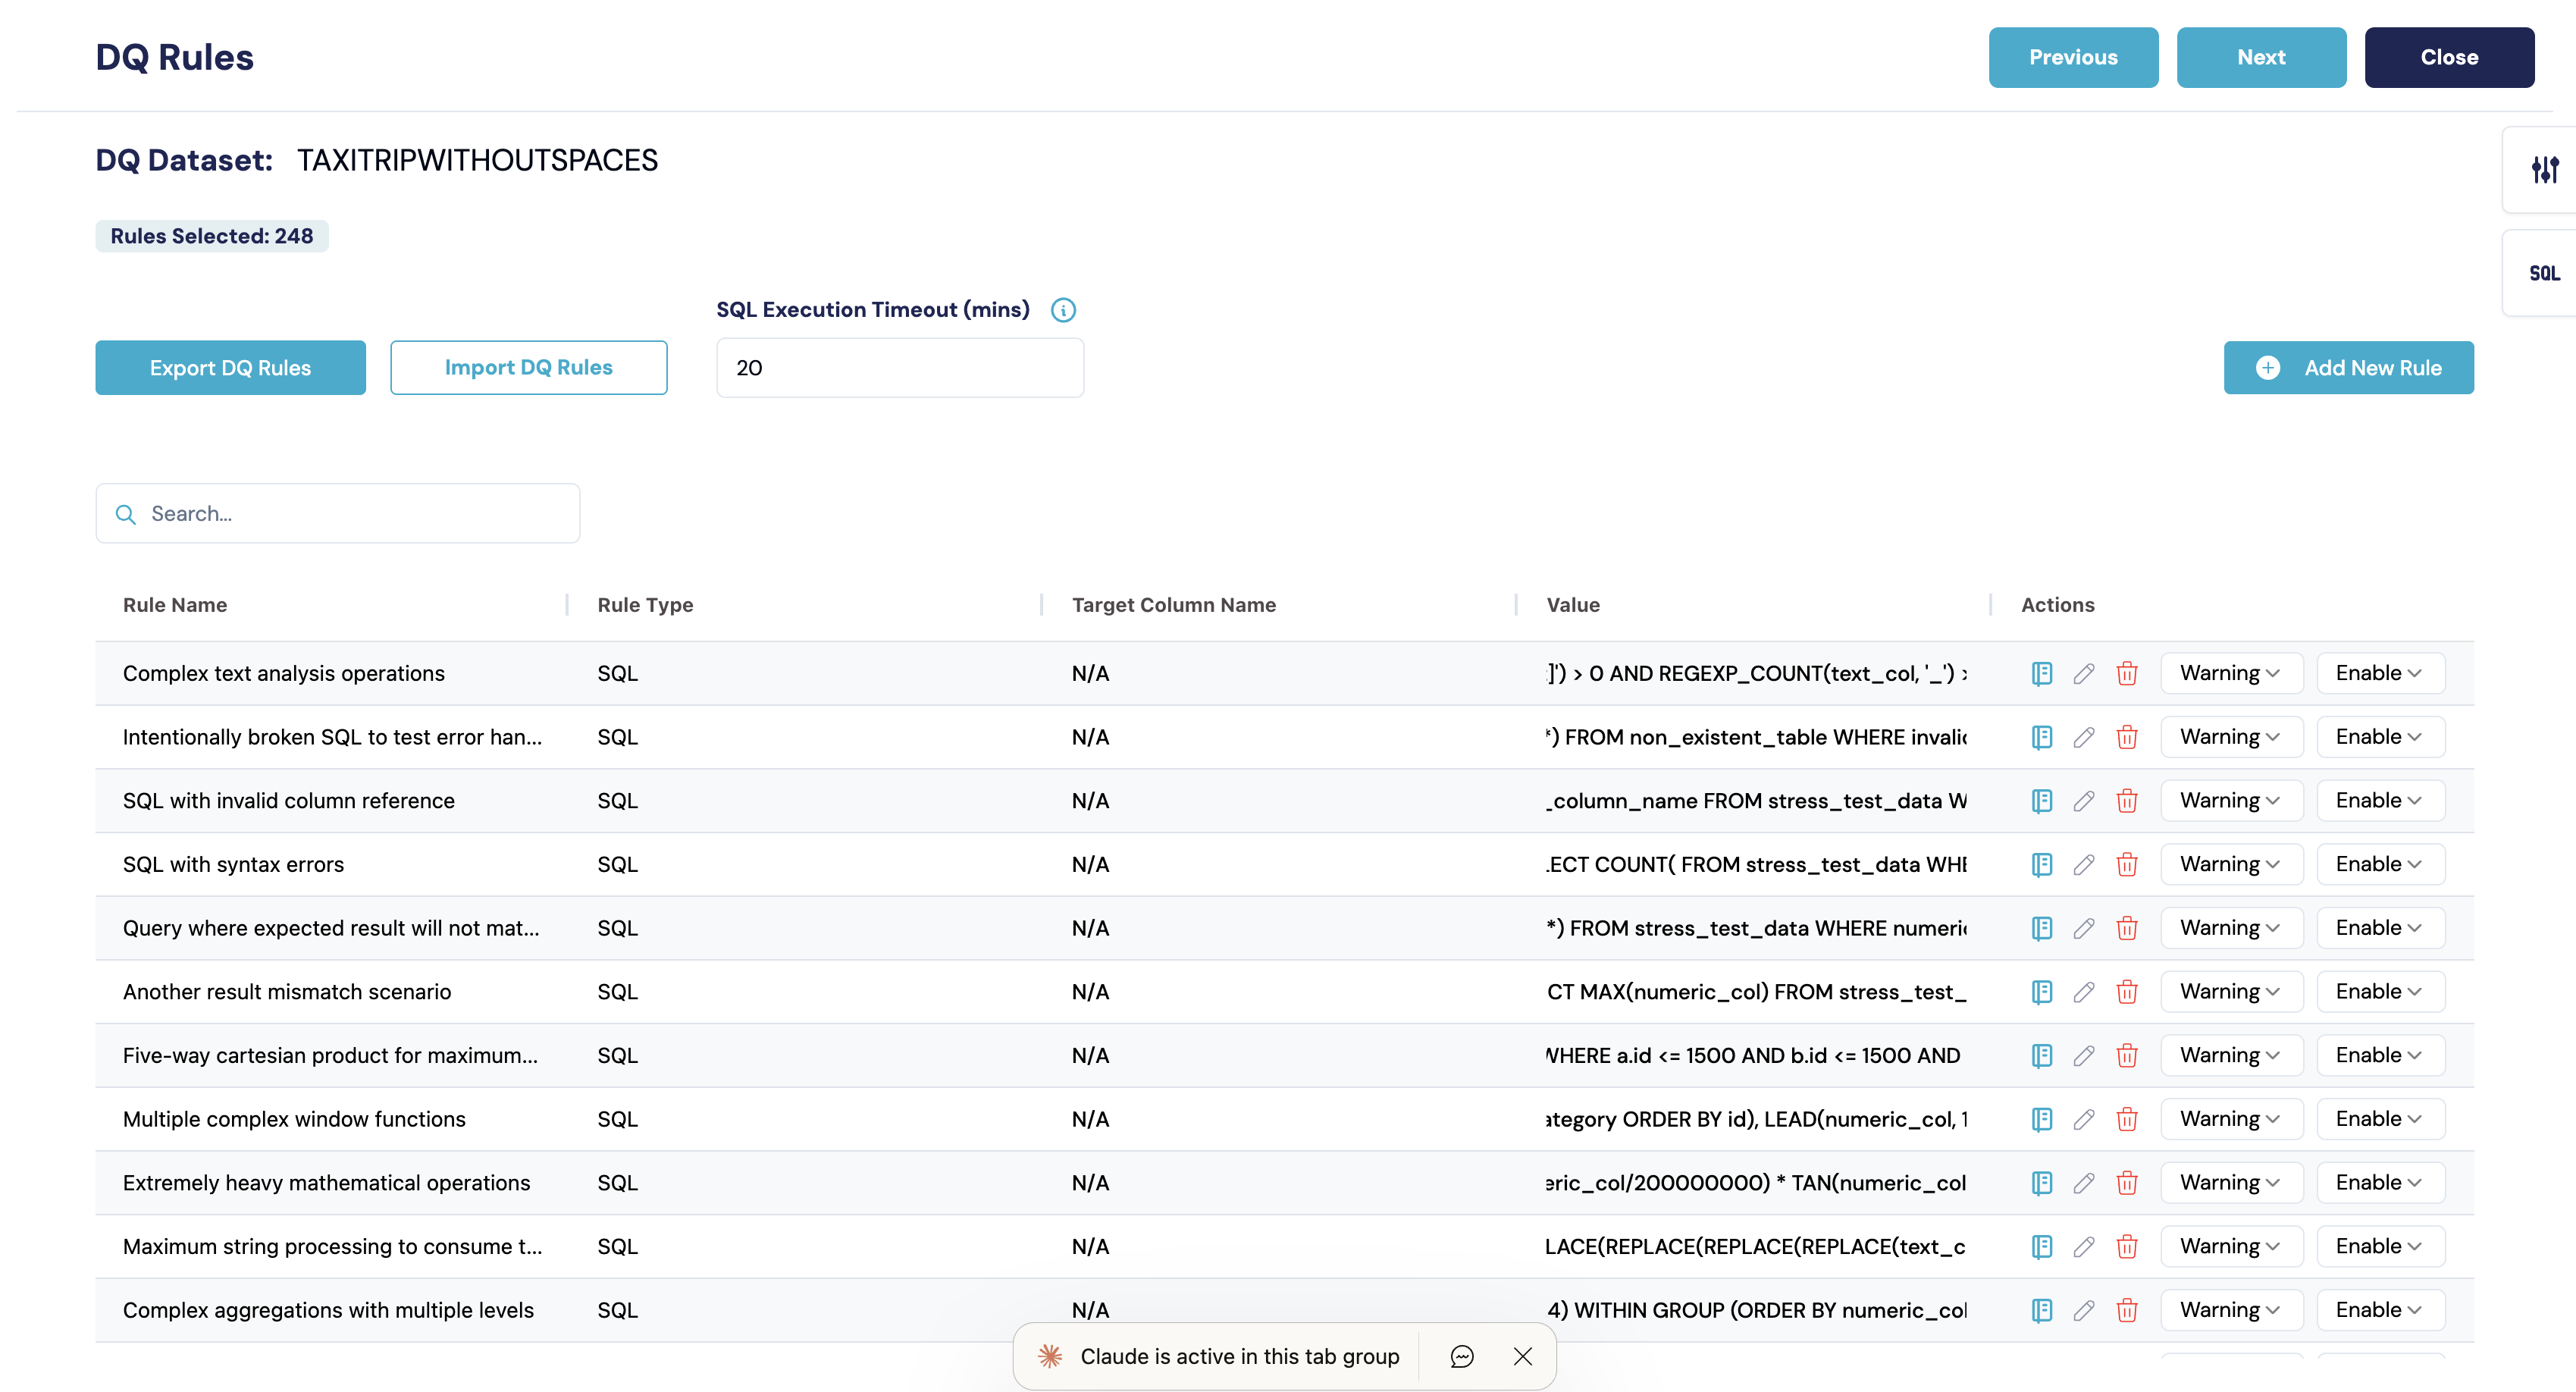 DQ Rules
Previous
Next
Close
DQ Dataset: TAXITRIPWITHOUTSPACES
SQL
Rules Selected: 248
SQL Execution Timeout (mins)
Export DQ Rules
Import DQ Rules
20
Add New Rule
Search...
Rule Name Rule Type Target Column Name Value Actions
Complex text analysis operations SQL N/A ]') > 0 AND REGEXP_COUNT(text_col, '_') > Warning Enable
Intentionally broken SQL to test error han... SQL N/A *) FROM non_existent_table WHERE invalic Warning Enable
SQL with invalid column reference SQL N/A _column_name FROM stress_test_data W Warning Enable
SQL with syntax errors SQL N/A LECT COUNT( FROM stress_test_data WHE Warning Enable
Query where expected result will not mat... SQL N/A *) FROM stress_test_data WHERE numeric Warning Enable
Another result mismatch scenario SQL N/A CT MAX(numeric_col) FROM stress_test_ Warning Enable
Five-way cartesian product for maximum... SQL N/A WHERE a.id <= 1500 AND b.id <= 1500 AND Warning Enable
Multiple complex window functions SQL N/A ategory ORDER BY id), LEAD(numeric_col, 1 Warning Enable
Extremely heavy mathematical operations SQL N/A eric_col/200000000) * TAN(numeric_col Warning Enable
Maximum string processing to consume t... SQL N/A LACE(REPLACE(REPLACE(REPLACE(text_c Warning Enable
Complex aggregations with multiple levels SQL N/A 4) WITHIN GROUP (ORDER BY numeric_col Warning Enable
Claude is active in this tab group